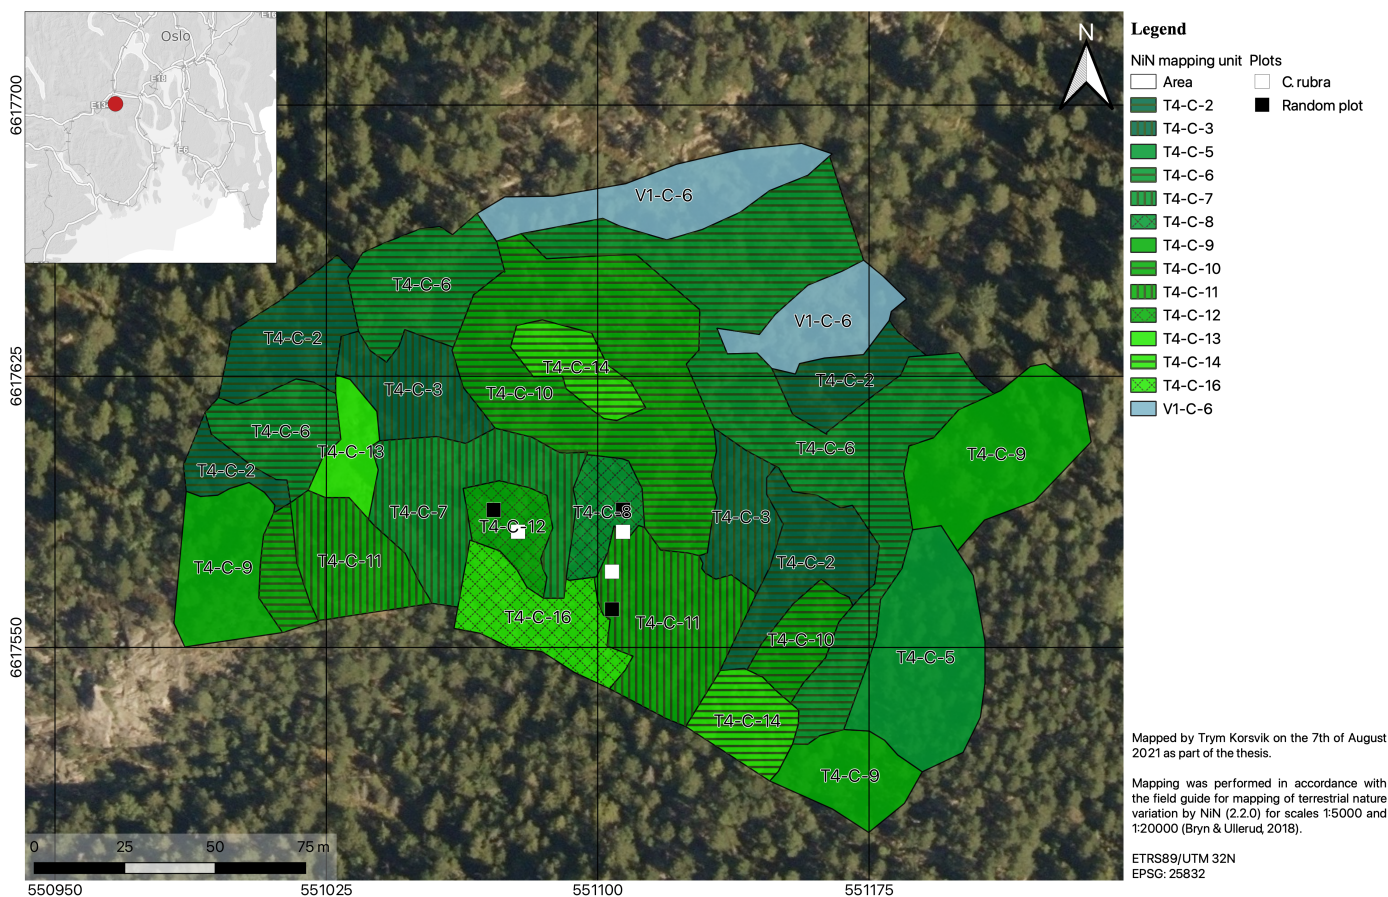 Oslo
E16
E18
E134
E6
N
6617700
6617625
6617550
V1-C-6
T4-C-6
V1-C-6
T4-C-2
T4-C-14
T4-C-2
T4-C-3
T4-C-10
T4-C-6
T4-C-6
T4-C-13
T4-C-9
T4-C-2
T4-C-7
T4-C-12
T4-C-8
T4-C-3
T4-C-11
T4-C-9
T4-C-2
T4-C-16
T4-C-11
T4-C-10
T4-C-5
T4-C-14
T4-C-9
0 25 50 75 m
550950 551025 551100 551175
Legend
NiN mapping unit Plots
Area C. rubra
T4-C-2 Random plot
T4-C-3
T4-C-5
T4-C-6
T4-C-7
T4-C-8
T4-C-9
T4-C-10
T4-C-11
T4-C-12
T4-C-13
T4-C-14
T4-C-16
V1-C-6
Mapped by Trym Korsvik on the 7th of August
2021 as part of the thesis.
Mapping was performed in accordance with
the field guide for mapping of terrestrial nature
variation by NiN (2.2.0) for scales 1:5000 and
1:20000 (Bryn & Ullerud, 2018).
ETRS89/UTM 32N
EPSG: 25832